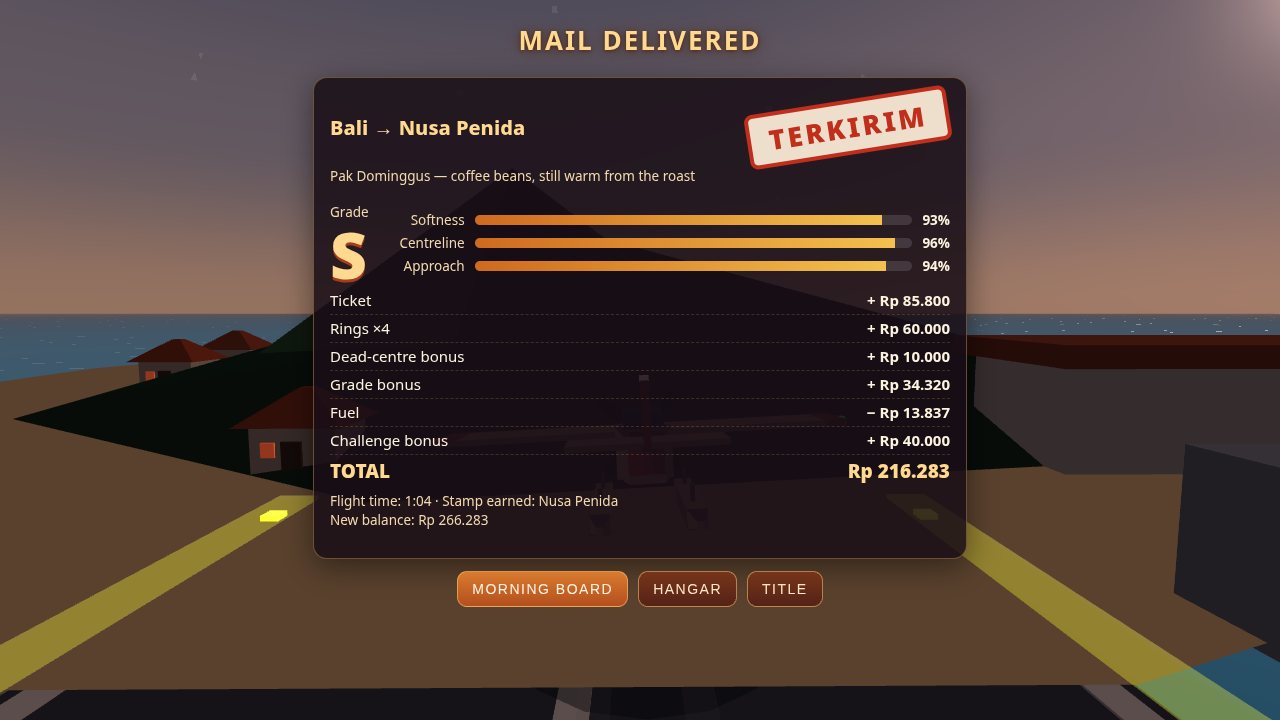 MAIL DELIVERED
Bali → Nusa Penida
TERKIRIM
Pak Dominggus — coffee beans, still warm from the roast
Grade
S
Softness 93%
Centreline 96%
Approach 94%
Ticket + Rp 85.800
Rings ×4 + Rp 60.000
Dead-centre bonus + Rp 10.000
Grade bonus + Rp 34.320
Fuel − Rp 13.837
Challenge bonus + Rp 40.000
TOTAL Rp 216.283
Flight time: 1:04 · Stamp earned: Nusa Penida
New balance: Rp 266.283
MORNING BOARD HANGAR TITLE